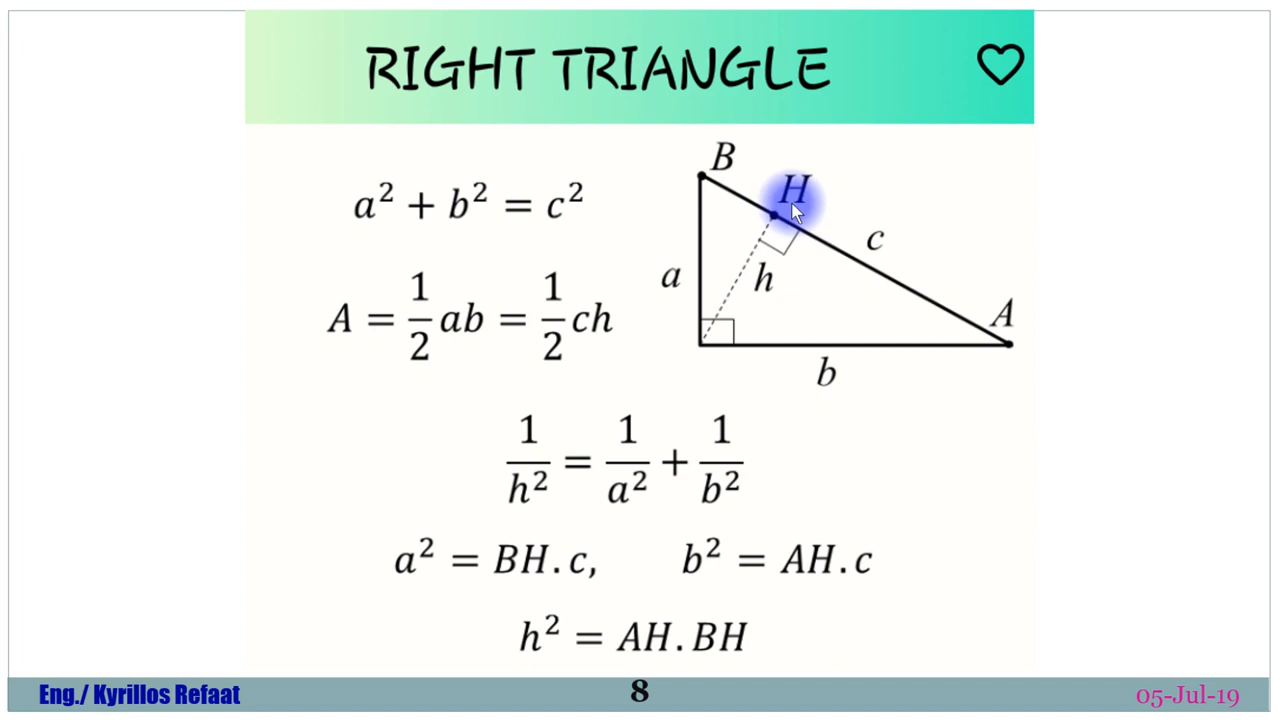 RIGHT TRIANGLE
a² + b² = c²
A = 1/2 ab = 1/2 ch
B
H
c
a
h
A
b
1/h² = 1/a² + 1/b²
a² = BH.c, b² = AH.c
h² = AH.BH
Eng./ Kyrillos Refaat 8 05-Jul-19